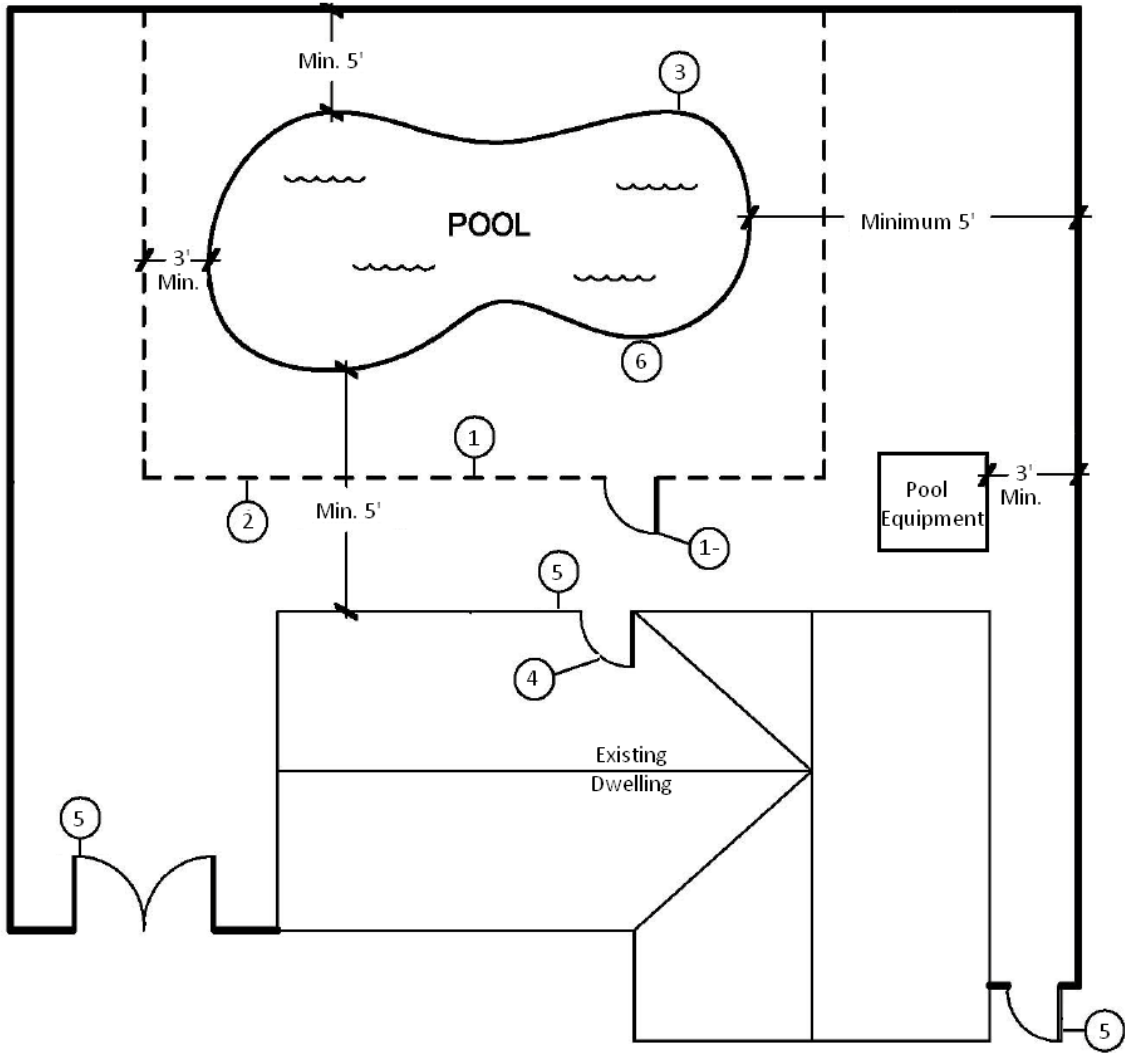 Min. 5'
3
POOL
Minimum 5'
3'
Min.
6
1
2
Min. 5'
Pool
Equipment
3'
Min.
1-
5
4
Existing
Dwelling
5
5